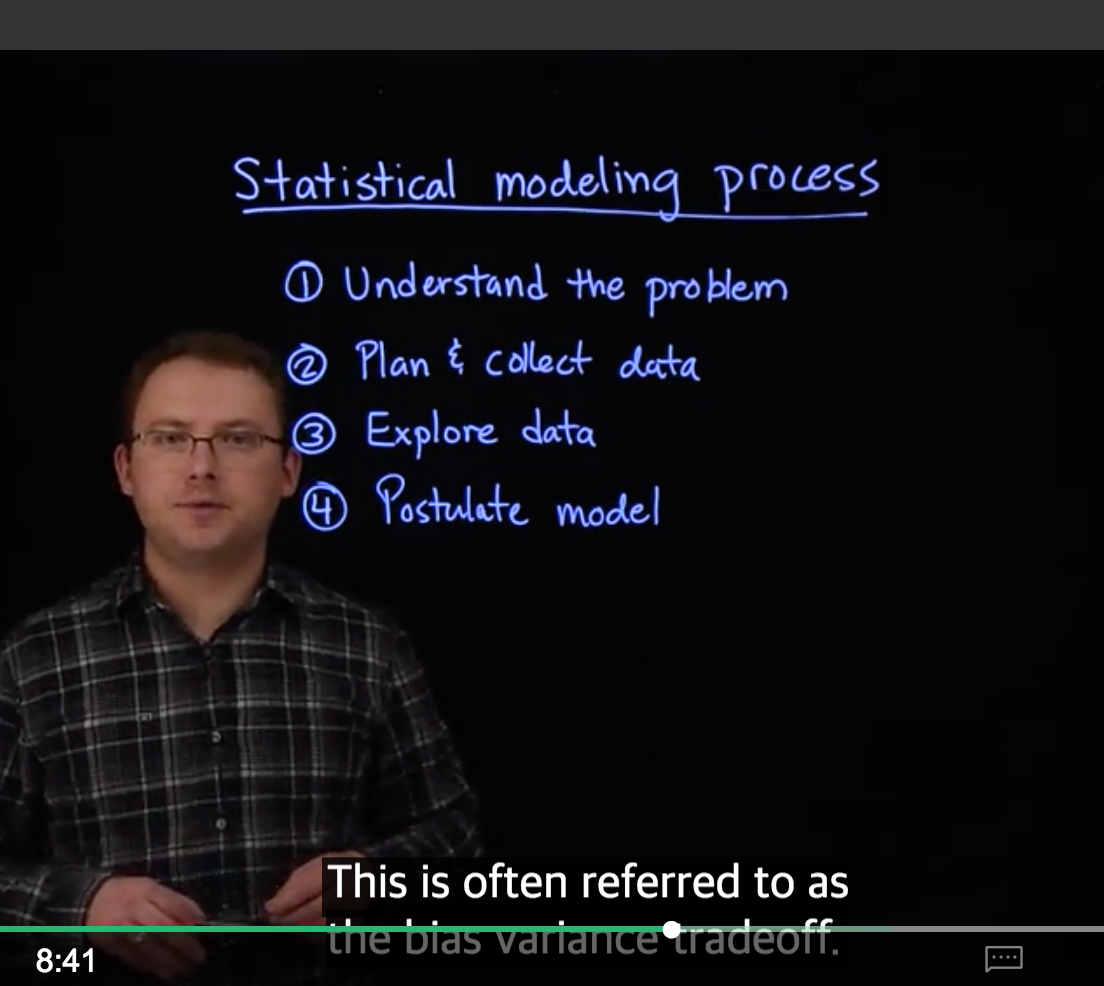 Statistical modeling process
① Understand the problem
② Plan & collect data
③ Explore data
④ Postulate model
This is often referred to as
the bias variance tradeoff.
8:41